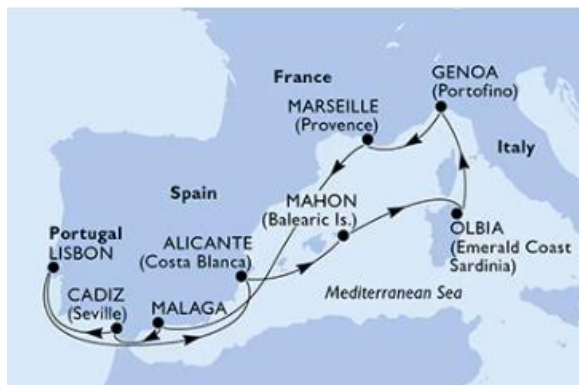 France
GENOA
(Portofino)
MARSEILLE
(Provence)
Italy
Spain
MAHON
(Balearic Is.)
Portugal
LISBON
ALICANTE
(Costa Blanca)
OLBIA
(Emerald Coast
Sardinia)
CADIZ
(Seville)
MALAGA
Mediterranean Sea